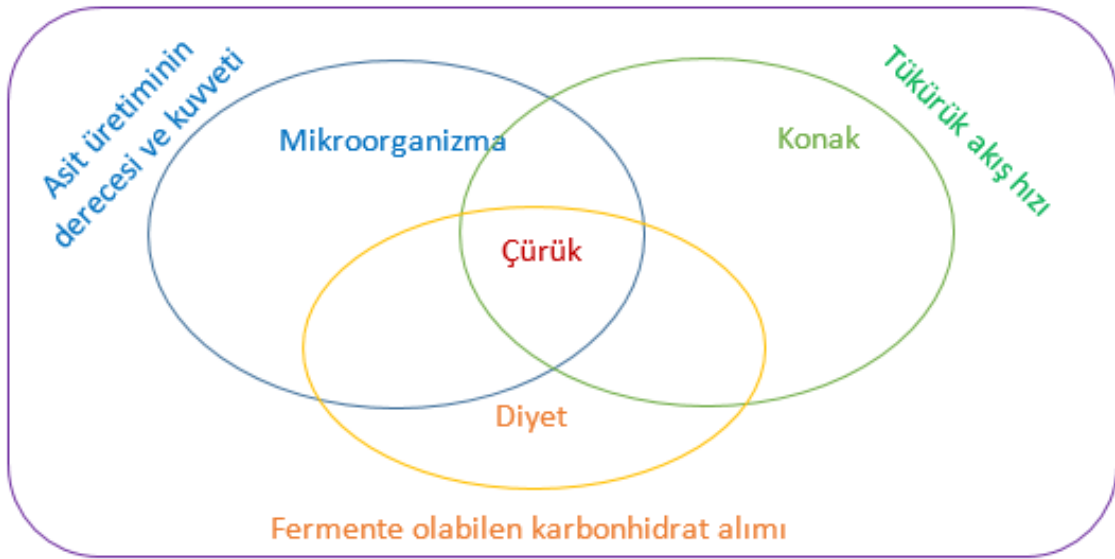 Asit üretiminin
derecesi ve kuvveti
Mikroorganizma
Konak
Tükürük akış hızı
Çürük
Diyet
Fermente olabilen karbonhidrat alımı